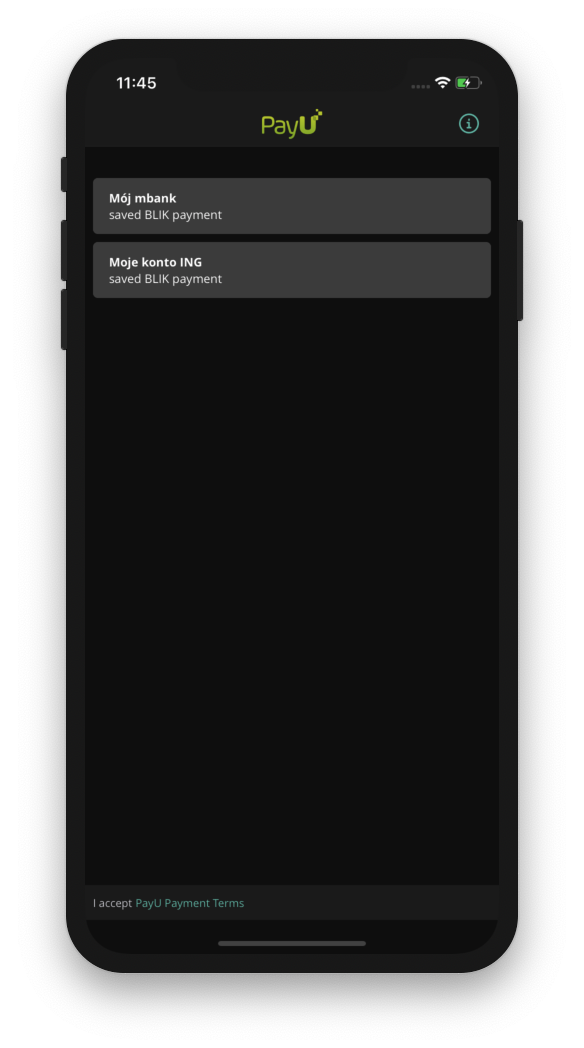 11:45
PayU
Mój mbank
saved BLIK payment
Moje konto ING
saved BLIK payment
I accept PayU Payment Terms